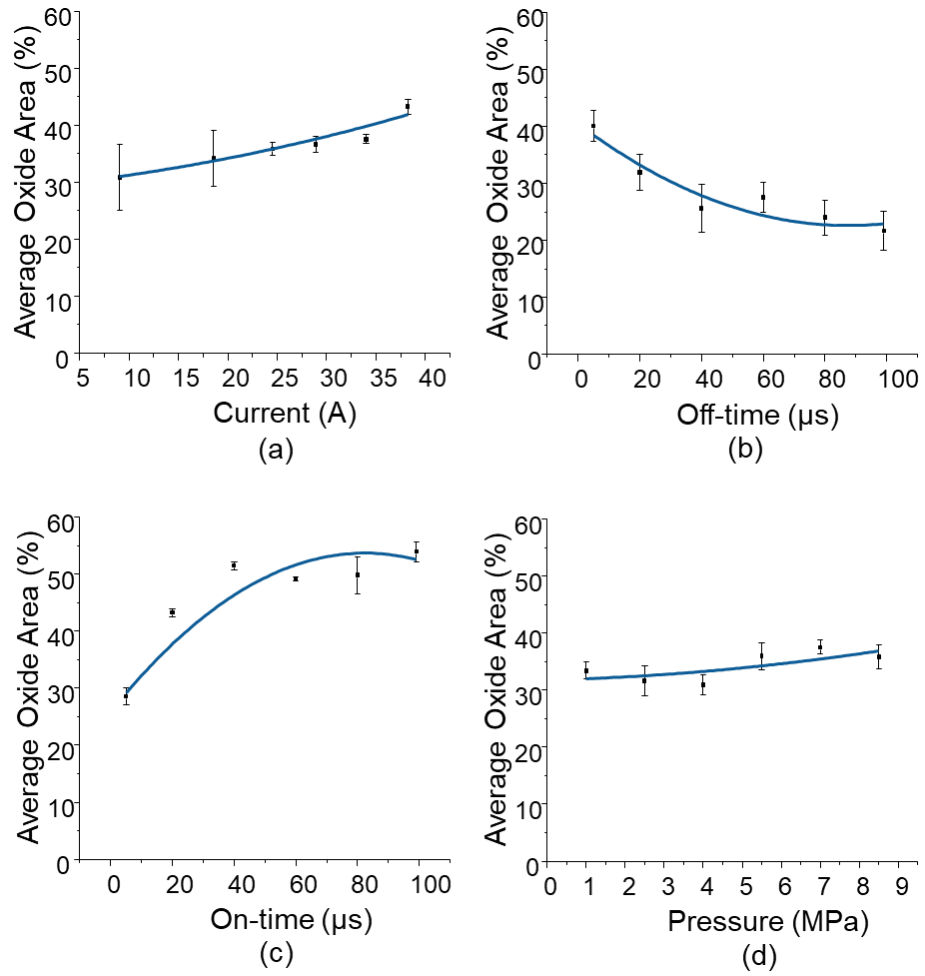 Average Oxide Area (%)
60
50
40
30
20
10
0
5 10 15 20 25 30 35 40
Current (A)
(a)
Average Oxide Area (%)
60
50
40
30
20
10
0
0 20 40 60 80 100
Off-time (μs)
(b)
Average Oxide Area (%)
60
50
40
30
20
10
0
0 20 40 60 80 100
On-time (μs)
(c)
Average Oxide Area (%)
60
50
40
30
20
10
0
0 1 2 3 4 5 6 7 8 9
Pressure (MPa)
(d)